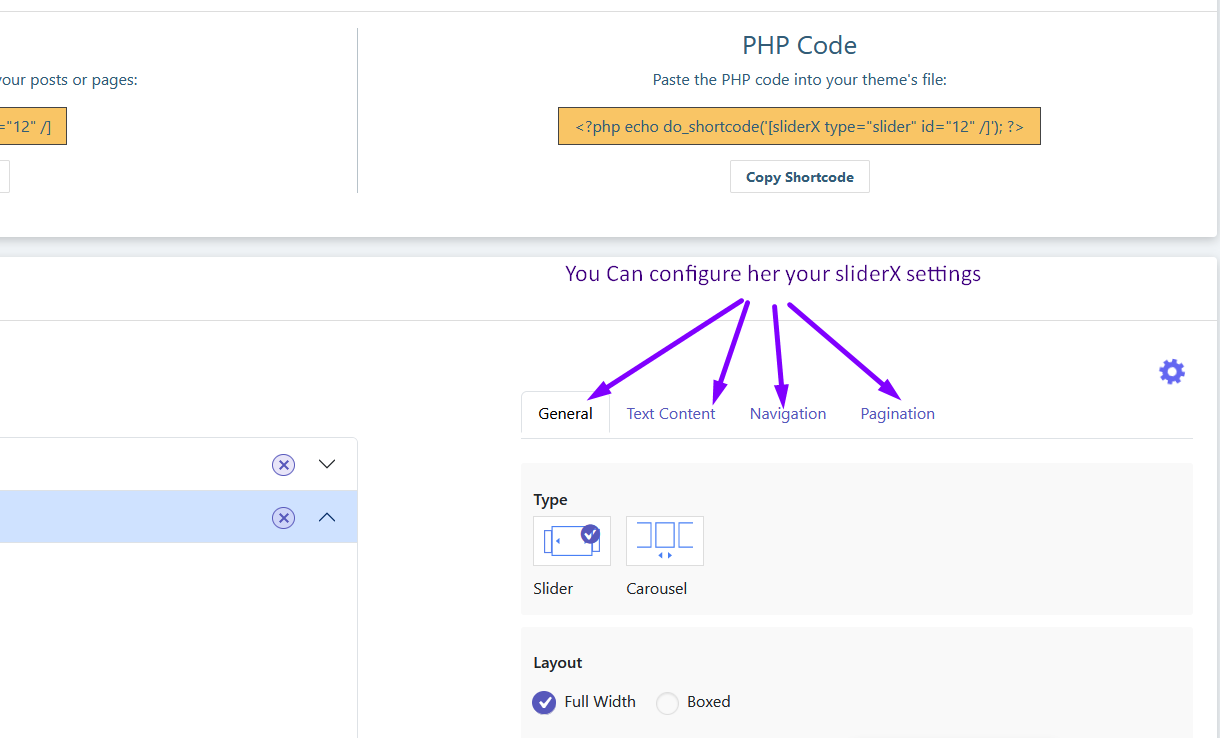 PHP Code
your posts or pages:
Paste the PHP code into your theme's file:
="12" /]
<?php echo do_shortcode('[sliderX type="slider" id="12" /]'); ?>
Copy Shortcode
You Can configure her your sliderX settings
General Text Content Navigation Pagination
Type
Slider Carousel
Layout
Full Width Boxed